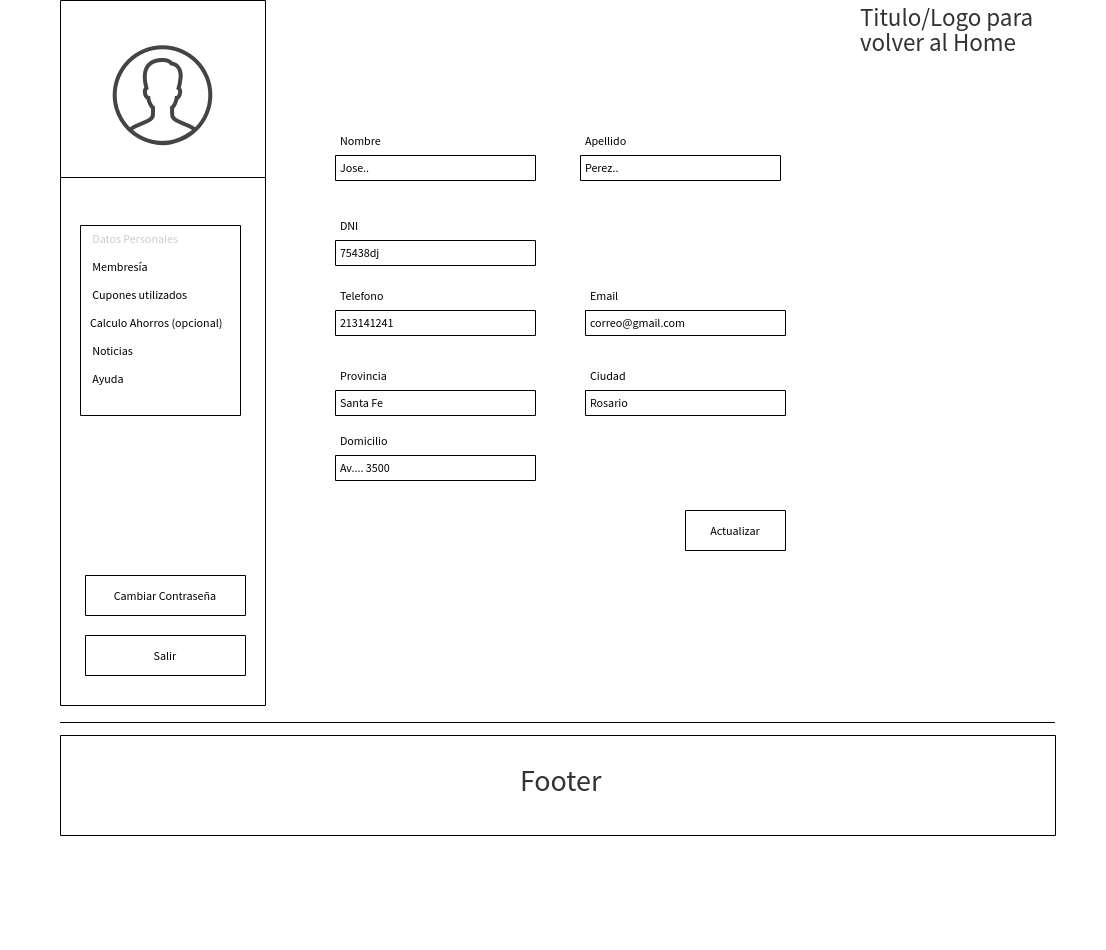 Titulo/Logo para
volver al Home
Nombre
Apellido
Jose..
Perez..
DNI
75438dj
Telefono
Email
213141241
correo@gmail.com
Provincia
Ciudad
Santa Fe
Rosario
Domicilio
Av.... 3500
Actualizar
Datos Personales
Membresía
Cupones utilizados
Calculo Ahorros (opcional)
Noticias
Ayuda
Cambiar Contraseña
Salir
Footer